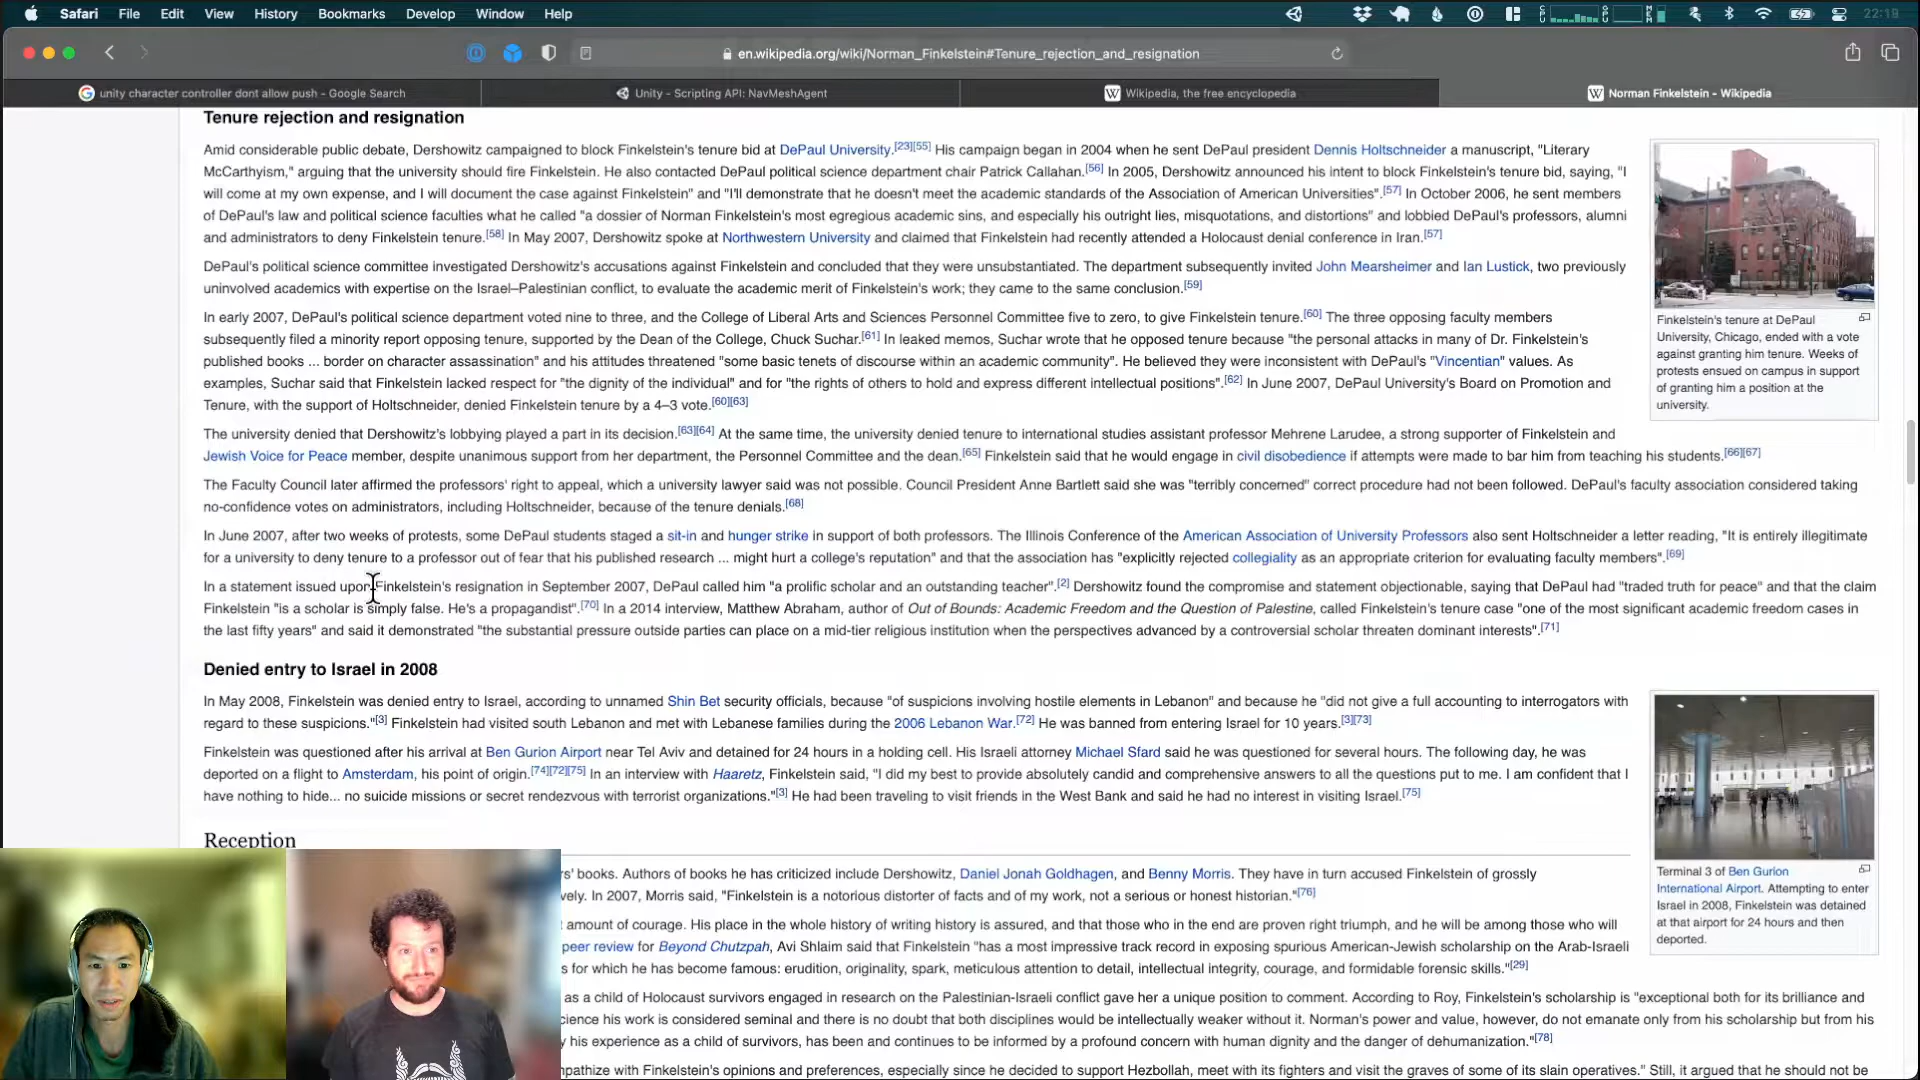 Safari File Edit View History Bookmarks Develop Window Help 22:19
en.wikipedia.org/wiki/Norman_Finkelstein#Tenure_rejection_and_resignation
unity character controller dont allow push - Google Search
Unity - Scripting API: NavMeshAgent
Wikipedia, the free encyclopedia
Norman Finkelstein - Wikipedia
Tenure rejection and resignation
Amid considerable public debate, Dershowitz campaigned to block Finkelstein's tenure bid at DePaul University.[23][55] His campaign began in 2004 when he sent DePaul president Dennis Holtschneider a manuscript, "Literary
McCarthyism," arguing that the university should fire Finkelstein. He also contacted DePaul political science department chair Patrick Callahan.[56] In 2005, Dershowitz announced his intent to block Finkelstein's tenure bid, saying, "I
will come at my own expense, and I will document the case against Finkelstein" and "I'll demonstrate that he doesn't meet the academic standards of the Association of American Universities".[57] In October 2006, he sent members
of DePaul's law and political science faculties what he called "a dossier of Norman Finkelstein's most egregious academic sins, and especially his outright lies, misquotations, and distortions" and lobbied DePaul's professors, alumni
and administrators to deny Finkelstein tenure.[58] In May 2007, Dershowitz spoke at Northwestern University and claimed that Finkelstein had recently attended a Holocaust denial conference in Iran.[57]
DePaul's political science committee investigated Dershowitz's accusations against Finkelstein and concluded that they were unsubstantiated. The department subsequently invited John Mearsheimer and Ian Lustick, two previously
uninvolved academics with expertise on the Israel–Palestinian conflict, to evaluate the academic merit of Finkelstein's work; they came to the same conclusion.[59]
In early 2007, DePaul's political science department voted nine to three, and the College of Liberal Arts and Sciences Personnel Committee five to zero, to give Finkelstein tenure.[60] The three opposing faculty members
subsequently filed a minority report opposing tenure, supported by the Dean of the College, Chuck Suchar.[61] In leaked memos, Suchar wrote that he opposed tenure because "the personal attacks in many of Dr. Finkelstein's
published books ... border on character assassination" and his attitudes threatened "some basic tenets of discourse within an academic community". He believed they were inconsistent with DePaul's "Vincentian" values. As
examples, Suchar said that Finkelstein lacked respect for "the dignity of the individual" and for "the rights of others to hold and express different intellectual positions".[62] In June 2007, DePaul University's Board on Promotion and
Tenure, with the support of Holtschneider, denied Finkelstein tenure by a 4–3 vote.[60][63]
The university denied that Dershowitz's lobbying played a part in its decision.[63][64] At the same time, the university denied tenure to international studies assistant professor Mehrene Larudee, a strong supporter of Finkelstein and
Jewish Voice for Peace member, despite unanimous support from her department, the Personnel Committee and the dean.[65] Finkelstein said that he would engage in civil disobedience if attempts were made to bar him from teaching his students.[66][67]
The Faculty Council later affirmed the professors' right to appeal, which a university lawyer said was not possible. Council President Anne Bartlett said she was "terribly concerned" correct procedure had not been followed. DePaul's faculty association considered taking
no-confidence votes on administrators, including Holtschneider, because of the tenure denials.[68]
In June 2007, after two weeks of protests, some DePaul students staged a sit-in and hunger strike in support of both professors. The Illinois Conference of the American Association of University Professors also sent Holtschneider a letter reading, "It is entirely illegitimate
for a university to deny tenure to a professor out of fear that his published research ... might hurt a college's reputation" and that the association has "explicitly rejected collegiality as an appropriate criterion for evaluating faculty members".[69]
In a statement issued upon Finkelstein's resignation in September 2007, DePaul called him "a prolific scholar and an outstanding teacher".[2] Dershowitz found the compromise and statement objectionable, saying that DePaul had "traded truth for peace" and that the claim
Finkelstein "is a scholar is simply false. He's a propagandist".[70] In a 2014 interview, Matthew Abraham, author of Out of Bounds: Academic Freedom and the Question of Palestine, called Finkelstein's tenure case "one of the most significant academic freedom cases in
the last fifty years" and said it demonstrated "the substantial pressure outside parties can place on a mid-tier religious institution when the perspectives advanced by a controversial scholar threaten dominant interests".[71]
Finkelstein's tenure at DePaul
University, Chicago, ended with a vote
against granting him tenure. Weeks of
protests ensued on campus in support
of granting him a position at the
university.
Denied entry to Israel in 2008
In May 2008, Finkelstein was denied entry to Israel, according to unnamed Shin Bet security officials, because "of suspicions involving hostile elements in Lebanon" and because he "did not give a full accounting to interrogators with
regard to these suspicions."[3] Finkelstein had visited south Lebanon and met with Lebanese families during the 2006 Lebanon War.[72] He was banned from entering Israel for 10 years.[3][73]
Finkelstein was questioned after his arrival at Ben Gurion Airport near Tel Aviv and detained for 24 hours in a holding cell. His Israeli attorney Michael Sfard said he was questioned for several hours. The following day, he was
deported on a flight to Amsterdam, his point of origin.[74][72][75] In an interview with Haaretz, Finkelstein said, "I did my best to provide absolutely candid and comprehensive answers to all the questions put to me. I am confident that I
have nothing to hide... no suicide missions or secret rendezvous with terrorist organizations."[3] He had been traveling to visit friends in the West Bank and said he had no interest in visiting Israel.[75]
Terminal 3 of Ben Gurion
International Airport. Attempting to enter
Israel in 2008, Finkelstein was detained
at that airport for 24 hours and then
deported.
Reception
rs' books. Authors of books he has criticized include Dershowitz, Daniel Jonah Goldhagen, and Benny Morris. They have in turn accused Finkelstein of grossly
vely. In 2007, Morris said, "Finkelstein is a notorious distorter of facts and of my work, not a serious or honest historian."[76]
amount of courage. His place in the whole history of writing history is assured, and that those who in the end are proven right triumph, and he will be among those who will
peer review for Beyond Chutzpah, Avi Shlaim said that Finkelstein "has a most impressive track record in exposing spurious American-Jewish scholarship on the Arab-Israeli
s for which he has become famous: erudition, originality, spark, meticulous attention to detail, intellectual integrity, courage, and formidable forensic skills."[29]
as a child of Holocaust survivors engaged in research on the Palestinian-Israeli conflict gave her a unique position to comment. According to Roy, Finkelstein's scholarship is "exceptional both for its brilliance and
cience his work is considered seminal and there is no doubt that both disciplines would be intellectually weaker without it. Norman's power and value, however, do not emanate only from his scholarship but from his
y his experience as a child of survivors, has been and continues to be informed by a profound concern with human dignity and the danger of dehumanization."[78]
mpathize with Finkelstein's opinions and preferences, especially since he decided to support Hezbollah, meet with its fighters and visit the graves of some of its slain operatives." Still, it argued that he should not be